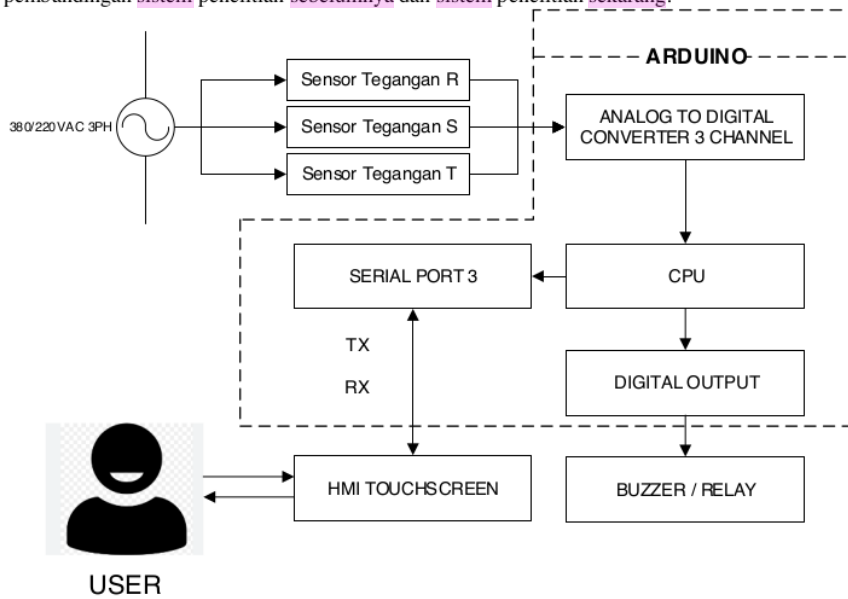 pembandingan sistem penelitian sebelumnya dan sistem penelitian sekarang.
ARDUINO
Sensor Tegangan R
380/220VAC 3PH
Sensor Tegangan S
Sensor Tegangan T
ANALOG TO DIGITAL
CONVERTER 3 CHANNEL
SERIAL PORT 3
CPU
TX
RX
DIGITAL OUTPUT
HMI TOUCHSCREEN
BUZZER / RELAY
USER